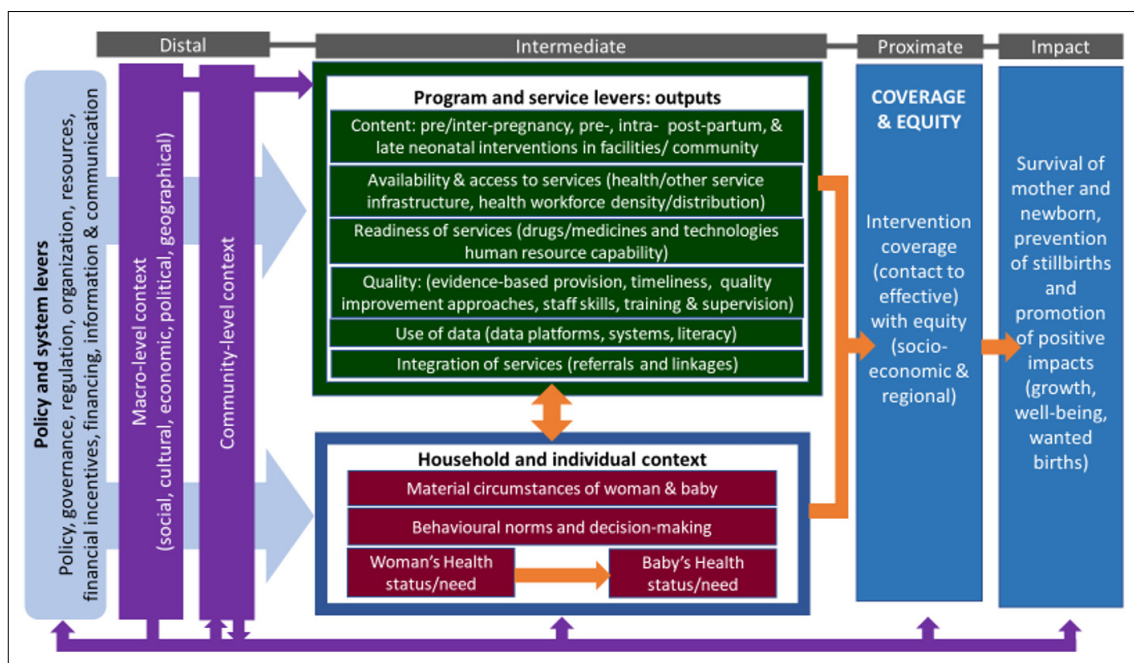 Distal
Intermediate
Proximate
Impact
Policy and system levers
Policy, governance, regulation, organization, resources,
financial incentives, financing, information & communication
Macro-level context
(social, cultural, economic, political, geographical)
Community-level context
Program and service levers: outputs
Content: pre/inter-pregnancy, pre-, intra- post-partum, &
late neonatal interventions in facilities/ community
Availability & access to services (health/other service
infrastructure, health workforce density/distribution)
Readiness of services (drugs/medicines and technologies
human resource capability)
Quality: (evidence-based provision, timeliness, quality
improvement approaches, staff skills, training & supervision)
Use of data (data platforms, systems, literacy)
Integration of services (referrals and linkages)
Household and individual context
Material circumstances of woman & baby
Behavioural norms and decision-making
Woman's Health
status/need
Baby's Health
status/need
COVERAGE
& EQUITY
Intervention
coverage
(contact to
effective)
with equity
(socio-
economic &
regional)
Survival of
mother and
newborn,
prevention
of stillbirths
and
promotion
of positive
impacts
(growth,
well-being,
wanted
births)